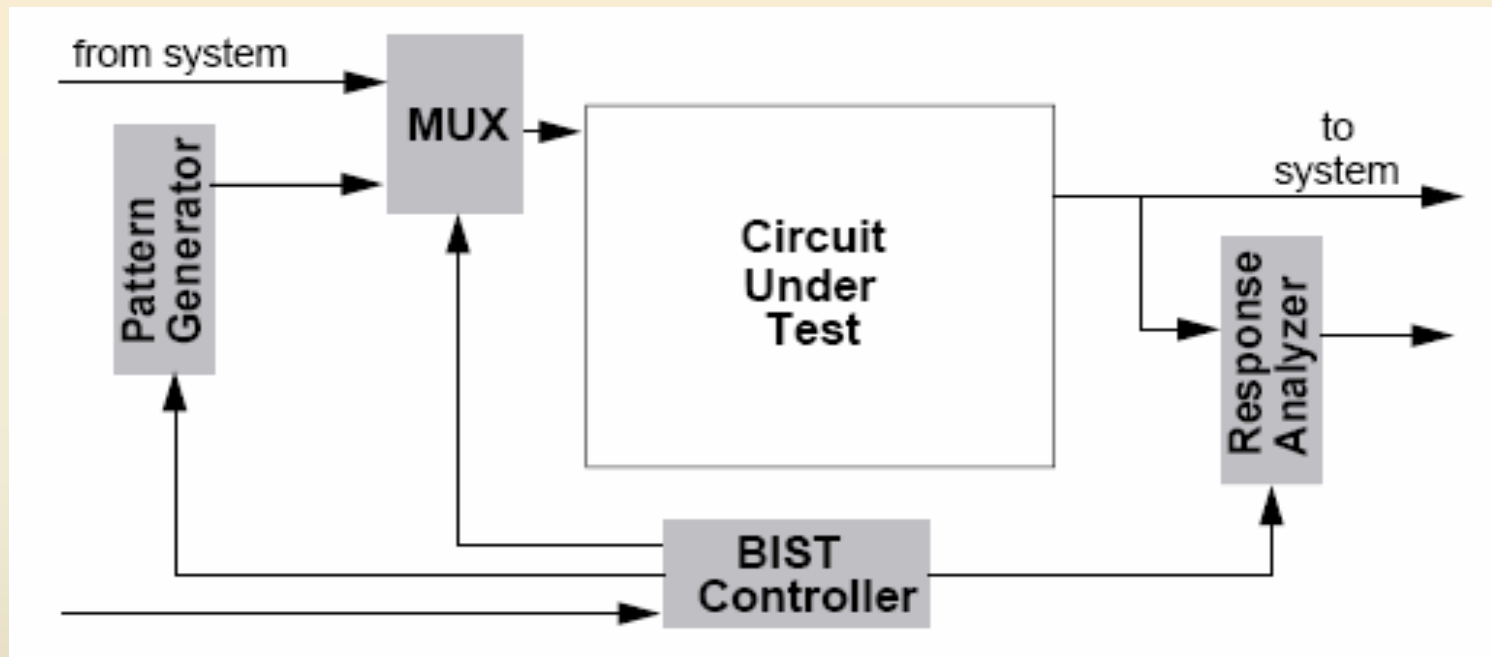 from system
MUX
Pattern
Generator
Circuit
Under
Test
to
system
Response
Analyzer
BIST
Controller